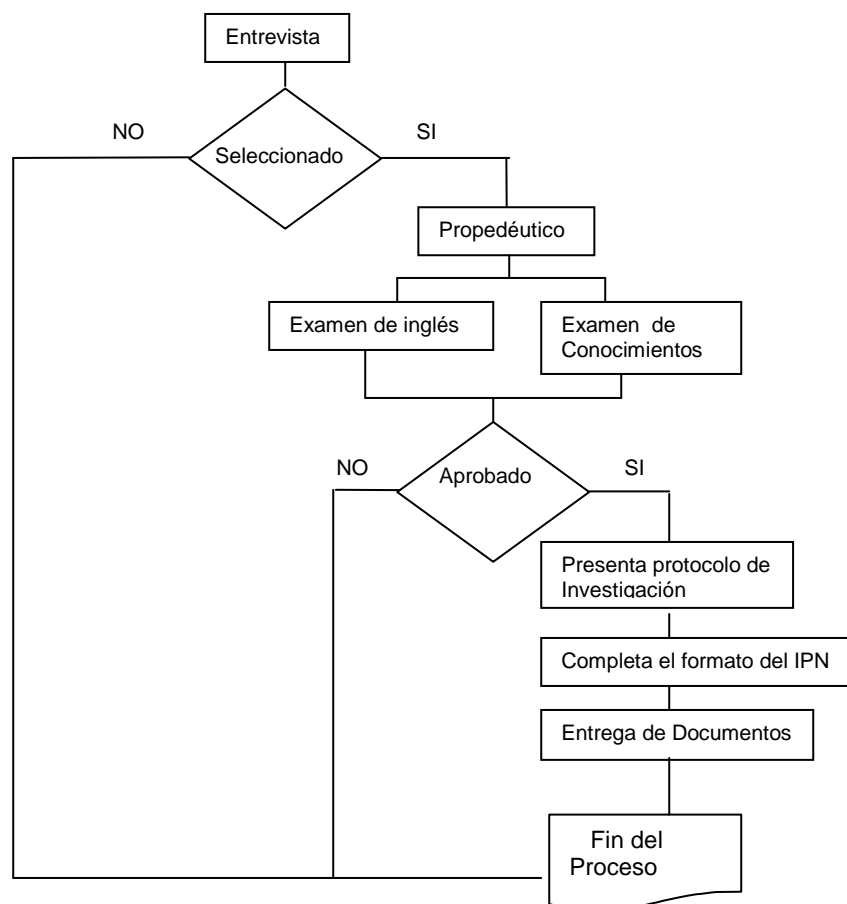 Entrevista
NO
SI
Seleccionado
Propedéutico
Examen de inglés
Examen de
Conocimientos
NO
SI
Aprobado
Presenta protocolo de
Investigación
Completa el formato del IPN
Entrega de Documentos
Fin del
Proceso